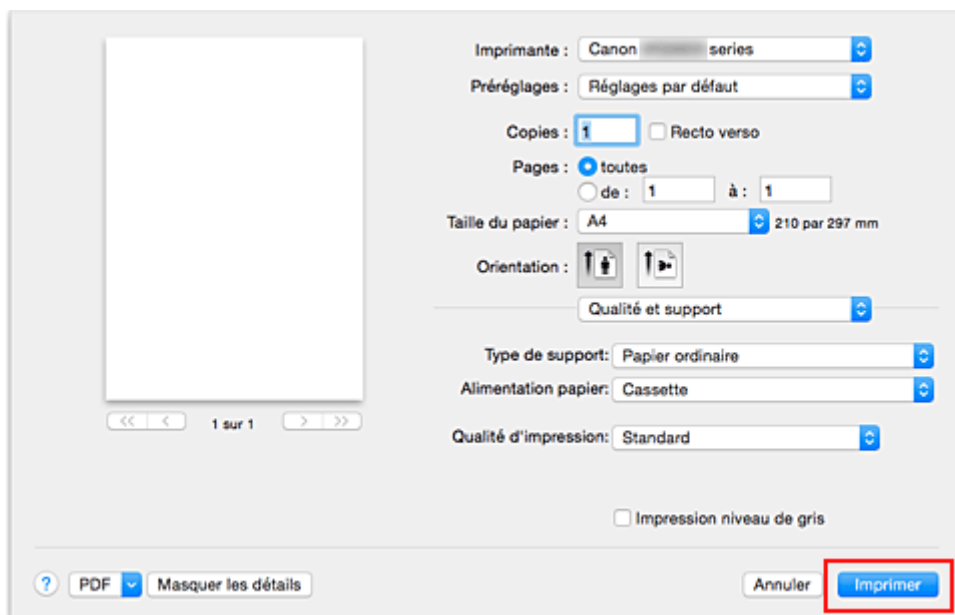 Imprimante : Canon series
Préréglages : Réglages par défaut
Copies : 1 Recto verso
Pages : toutes
de : 1 à : 1
Taille du papier : A4 210 par 297 mm
Orientation :
Qualité et support
Type de support: Papier ordinaire
Alimentation papier: Cassette
<< < 1 sur 1 > >>
Qualité d'impression: Standard
Impression niveau de gris
? PDF Masquer les détails Annuler Imprimer